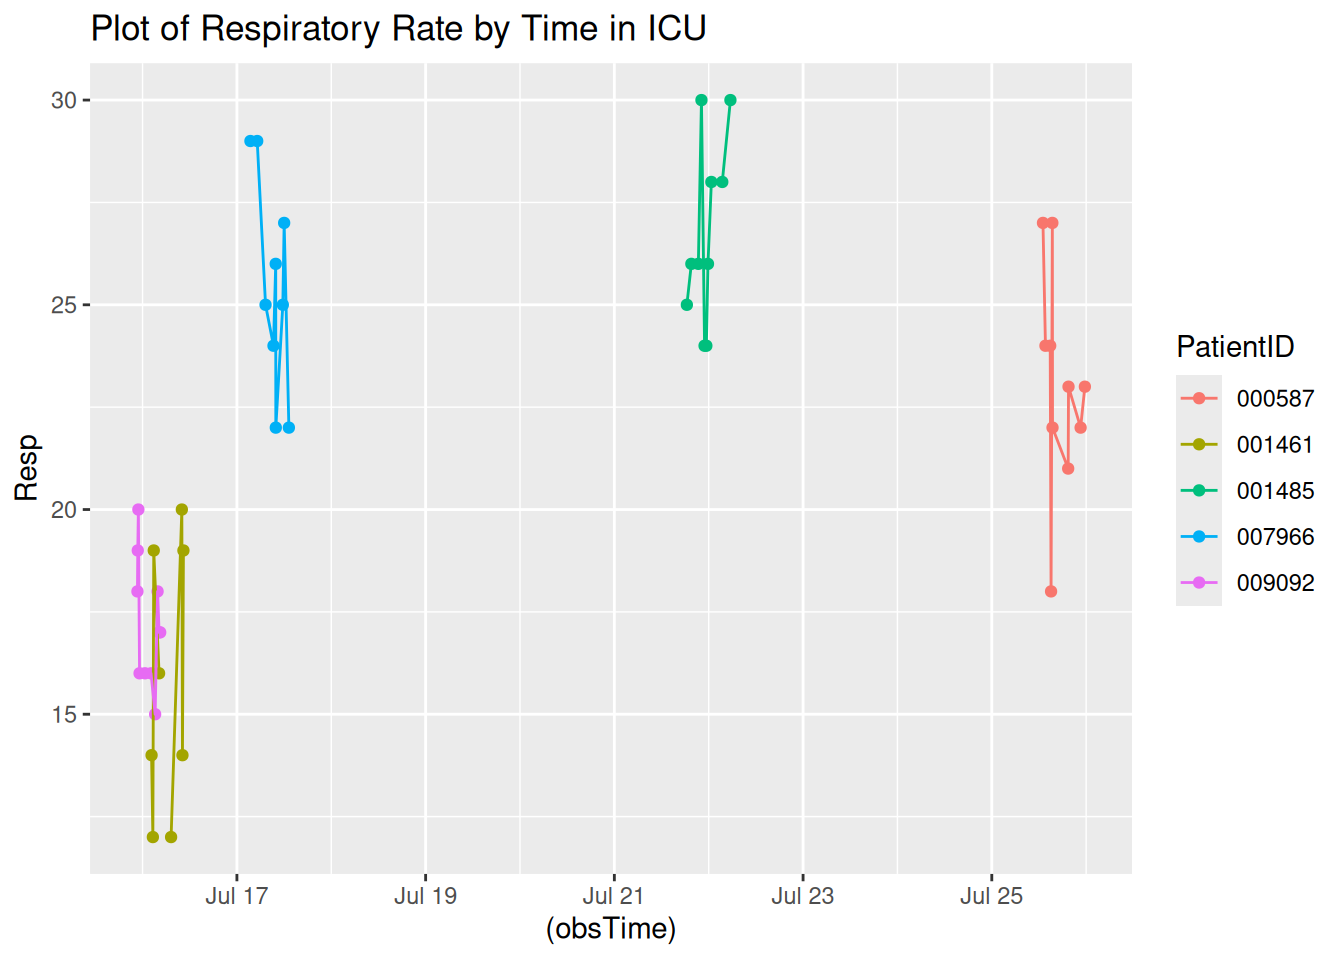 Plot of Respiratory Rate by Time in ICU
Resp
30
25
20
15
Jul 17 Jul 19 Jul 21 Jul 23 Jul 25
(obsTime)
PatientID
000587
001461
001485
007966
009092